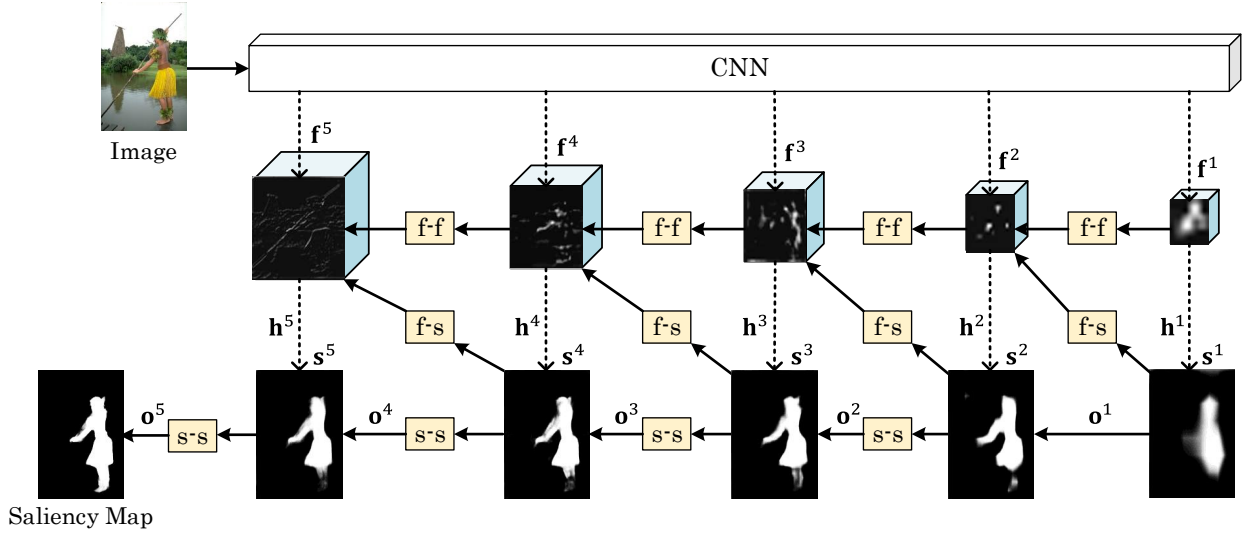 CNN
Image
𝐟⁵
𝐟⁴
𝐟³
𝐟²
𝐟¹
f-f
f-f
f-f
f-f
𝐡⁵
f-s
𝐡⁴
f-s
𝐡³
f-s
𝐡²
f-s
𝐡¹
𝐬⁵
𝐬⁴
𝐬³
𝐬²
𝐬¹
𝐨⁵
s-s
𝐨⁴
s-s
𝐨³
s-s
𝐨²
s-s
𝐨¹
Saliency Map